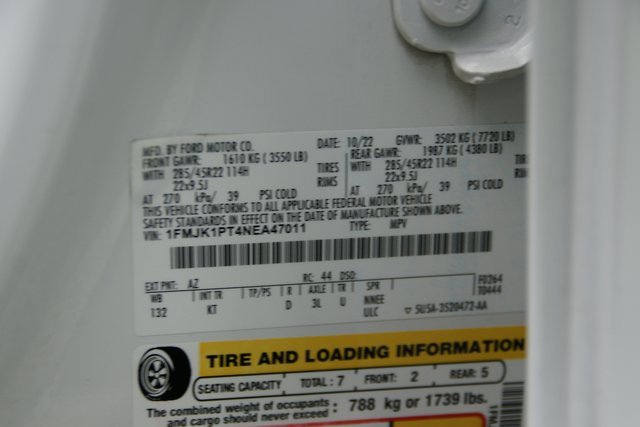 MFD. BY FORD MOTOR CO.
DATE: 10/22 GVWR: 3502 KG (7720 LB)
FRONT GAWR: 1610 KG (3550 LB) REAR GAWR: 1987 KG (4380 LB)
WITH 285/45R22 114H TIRES WITH 285/45R22 114H TIR
22x9.5J RIMS 22x9.5J RIM
AT 270 kPa/ 39 PSI COLD AT 270 kPa/ 39 PSI COLD
THIS VEHICLE CONFORMS TO ALL APPLICABLE FEDERAL MOTOR VEHICLE
SAFETY STANDARDS IN EFFECT ON THE DATE OF MANUFACTURE SHOWN ABOVE.
VIN: 1FMJK1PT4NEA47011 TYPE: MPV
EXT PNT: AZ RC: 44 DSO: F0264
WB INT TR TP/PS R AXLE TR SPR T0444
132 KT D 3L U NNEE
ULC 5USA-3520472-AA
TIRE AND LOADING INFORMATION
SEATING CAPACITY TOTAL: 7 FRONT: 2 REAR: 5
The combined weight of occupants
and cargo should never exceed: 788 kg or 1739 lbs.